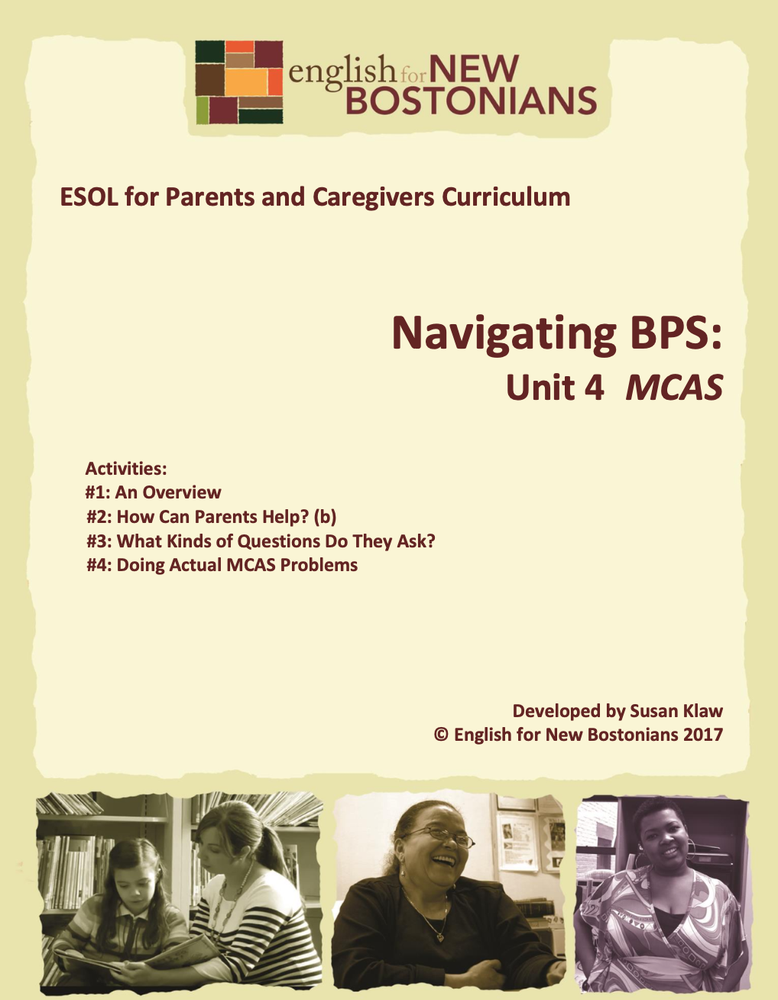 english for NEW
BOSTONIANS
ESOL for Parents and Caregivers Curriculum
Navigating BPS:
Unit 4 MCAS
Activities:
#1: An Overview
#2: How Can Parents Help? (b)
#3: What Kinds of Questions Do They Ask?
#4: Doing Actual MCAS Problems
Developed by Susan Klaw
© English for New Bostonians 2017